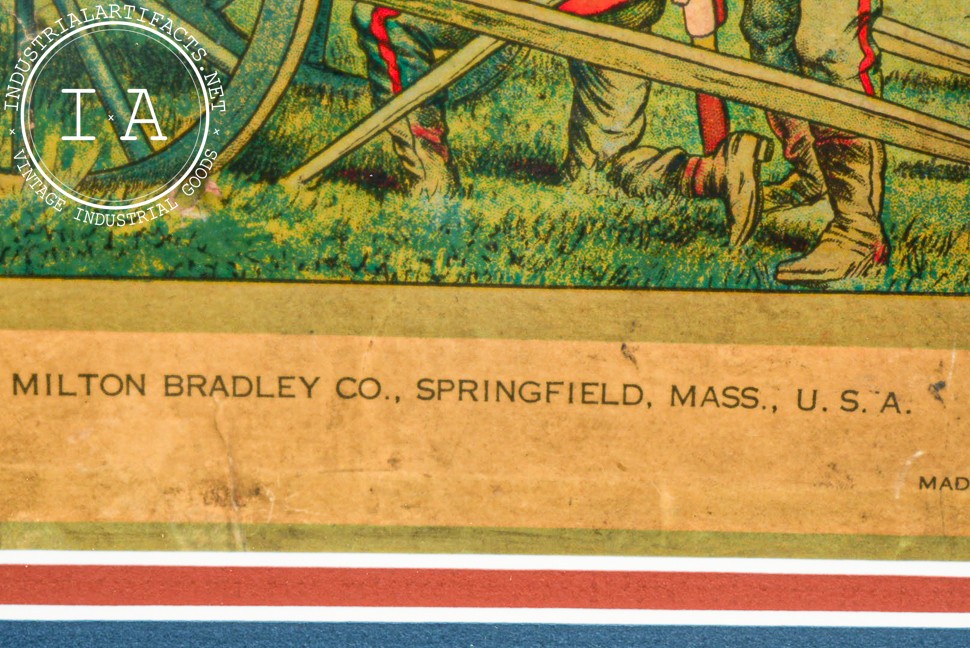 INDUSTRIALARTIFACTS.NET
I A
VINTAGE INDUSTRIAL GOODS
MILTON BRADLEY CO., SPRINGFIELD, MASS., U. S. A.
MAD